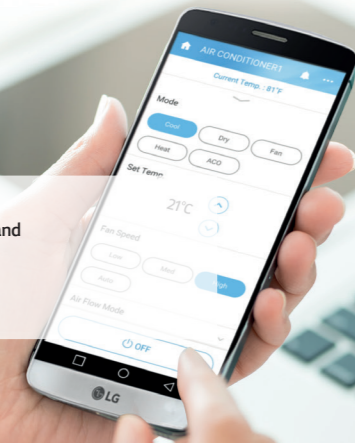 AIR CONDITIONER1
Current Temp. : 81°F
Mode
Cool
Dry
Fan
Heat
ACO
Set Temp.
21°C
and
Fan Speed
Low
Med
High
Auto
Air Flow Mode
OFF
LG